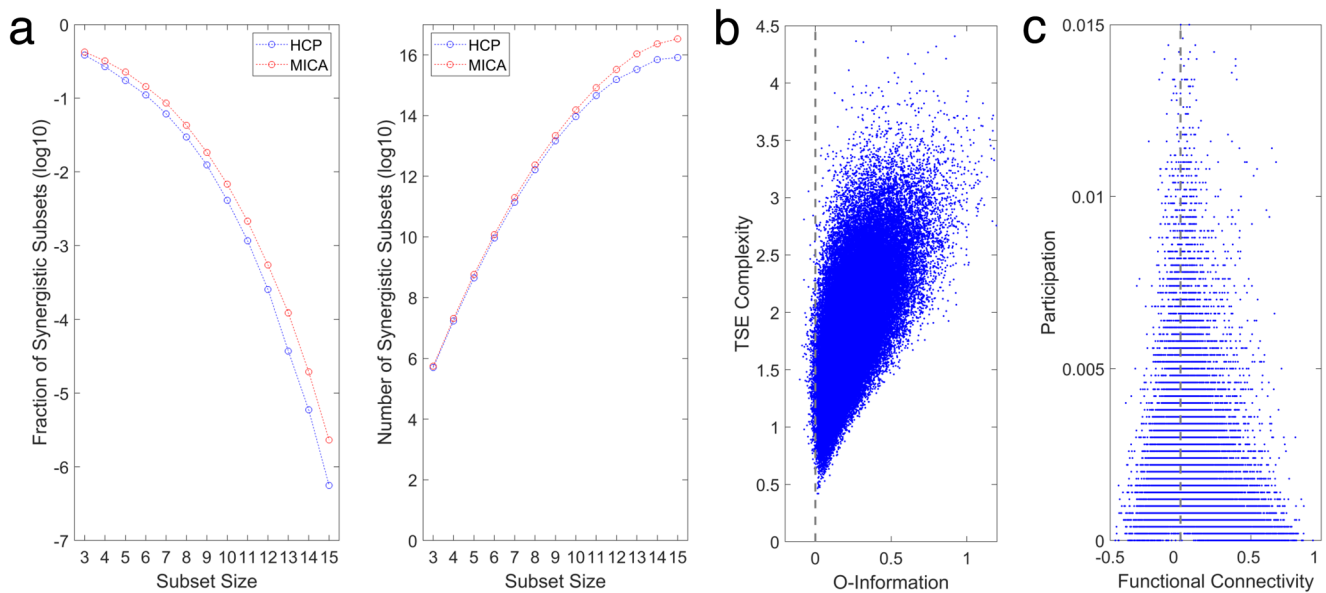 a
Fraction of Synergistic Subsets (log10)
0
-1
-2
-3
-4
-5
-6
-7
3 4 5 6 7 8 9 10 11 12 13 14 15
Subset Size
HCP
MICA
Number of Synergistic Subsets (log10)
16
14
12
10
8
6
4
2
0
3 4 5 6 7 8 9 10 11 12 13 14 15
Subset Size
HCP
MICA
b
TSE Complexity
4.5
4
3.5
3
2.5
2
1.5
1
0.5
0
0 0.5 1
O-Information
c
Participation
0.015
0.01
0.005
0
-0.5 0 0.5 1
Functional Connectivity